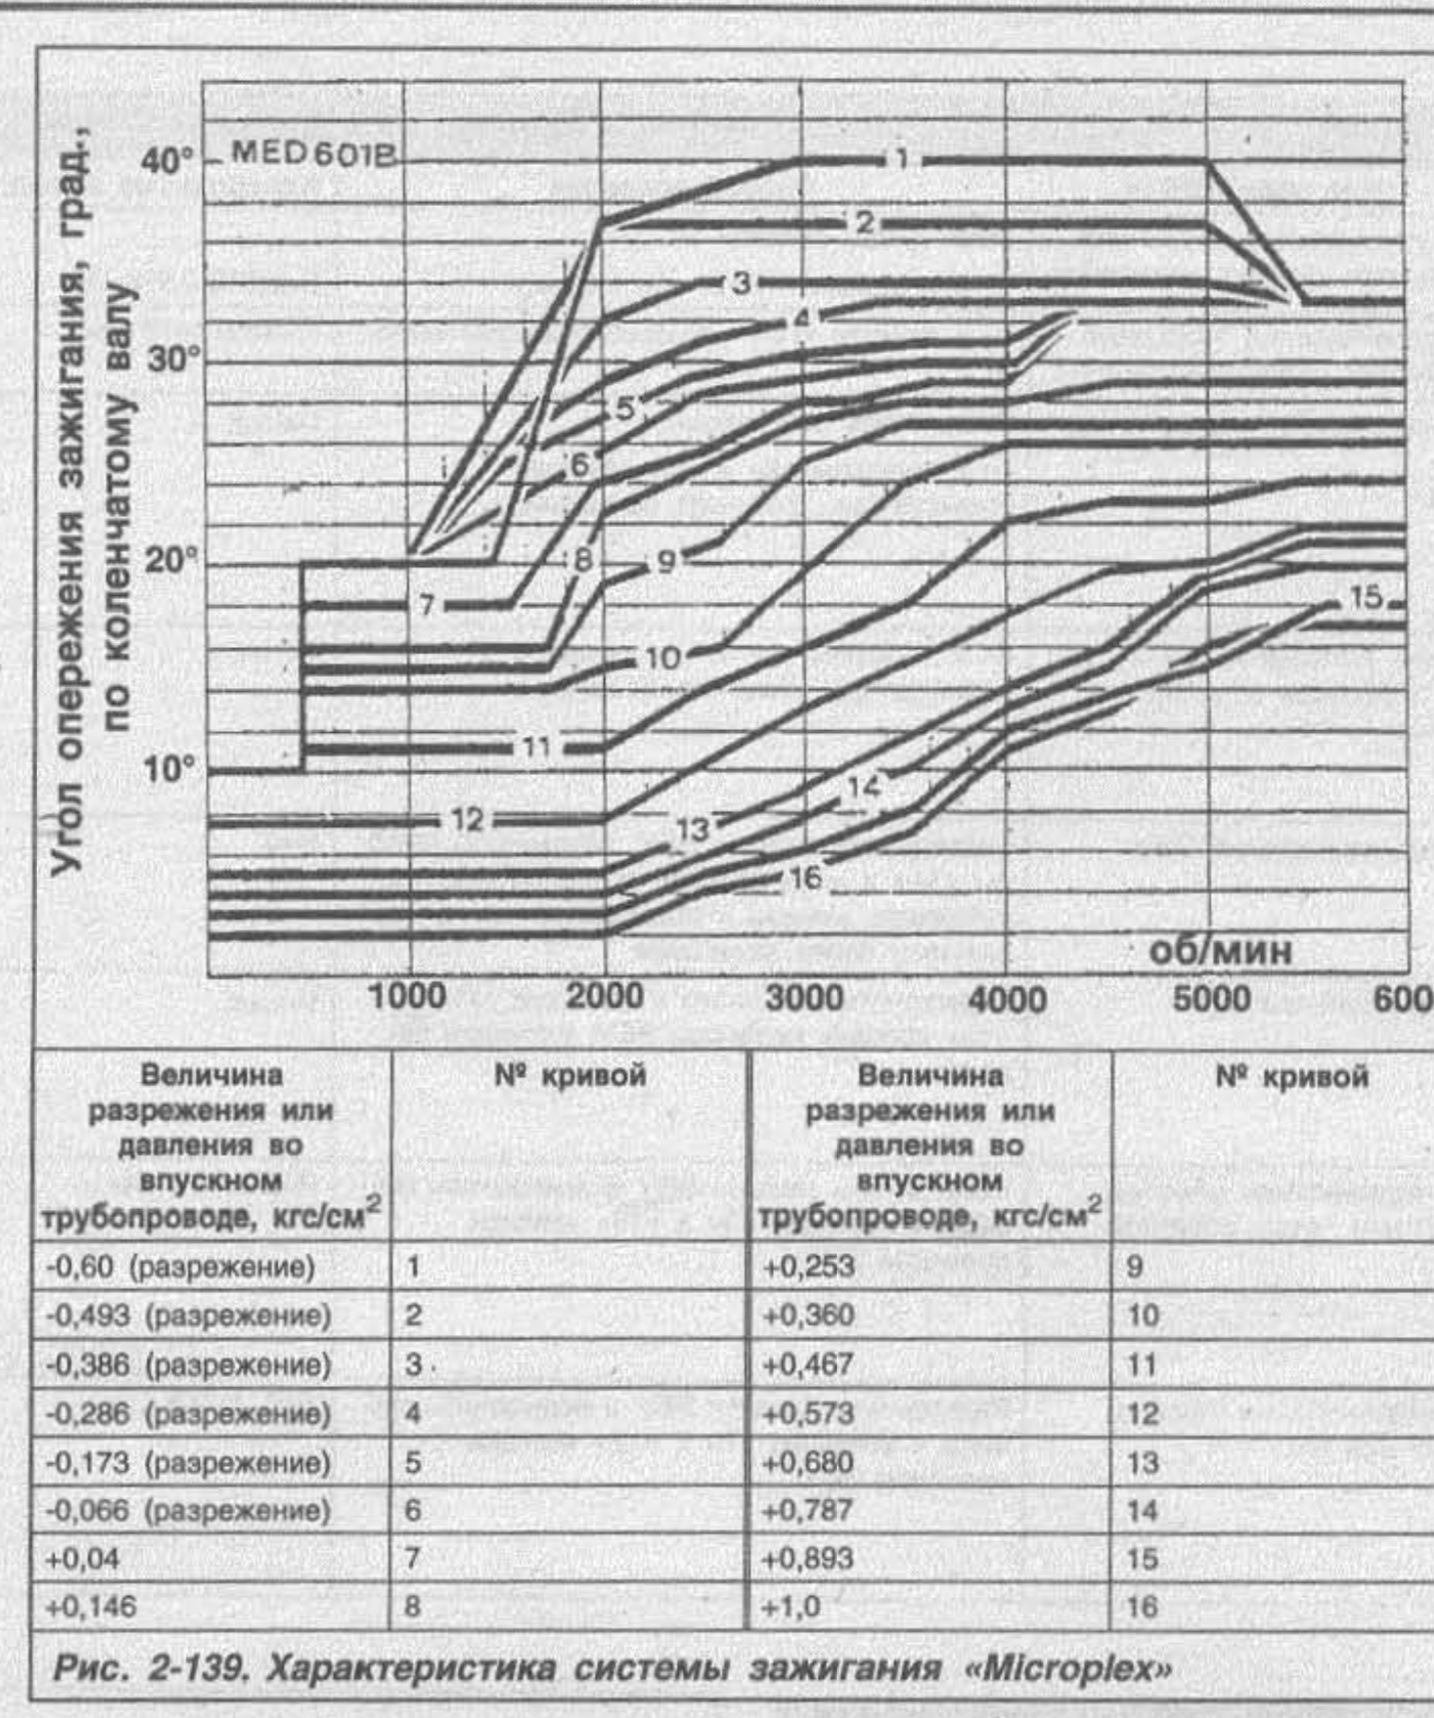 Угол опережения зажигания, град.,
по коленчатому валу
MED601B
40°
30°
20°
10°
1
2
3
4
5
6
7
8
9
10
11
12
13
14
15
16
об/мин
1000 2000 3000 4000 5000 600
Величина разрежения или давления во впускном трубопроводе, кгс/см²
№ кривой
Величина разрежения или давления во впускном трубопроводе, кгс/см²
№ кривой
-0,60 (разрежение) 1 +0,253 9
-0,493 (разрежение) 2 +0,360 10
-0,386 (разрежение) 3 +0,467 11
-0,286 (разрежение) 4 +0,573 12
-0,173 (разрежение) 5 +0,680 13
-0,066 (разрежение) 6 +0,787 14
+0,04 7 +0,893 15
+0,146 8 +1,0 16
Рис. 2-139. Характеристика системы зажигания «Microplex»